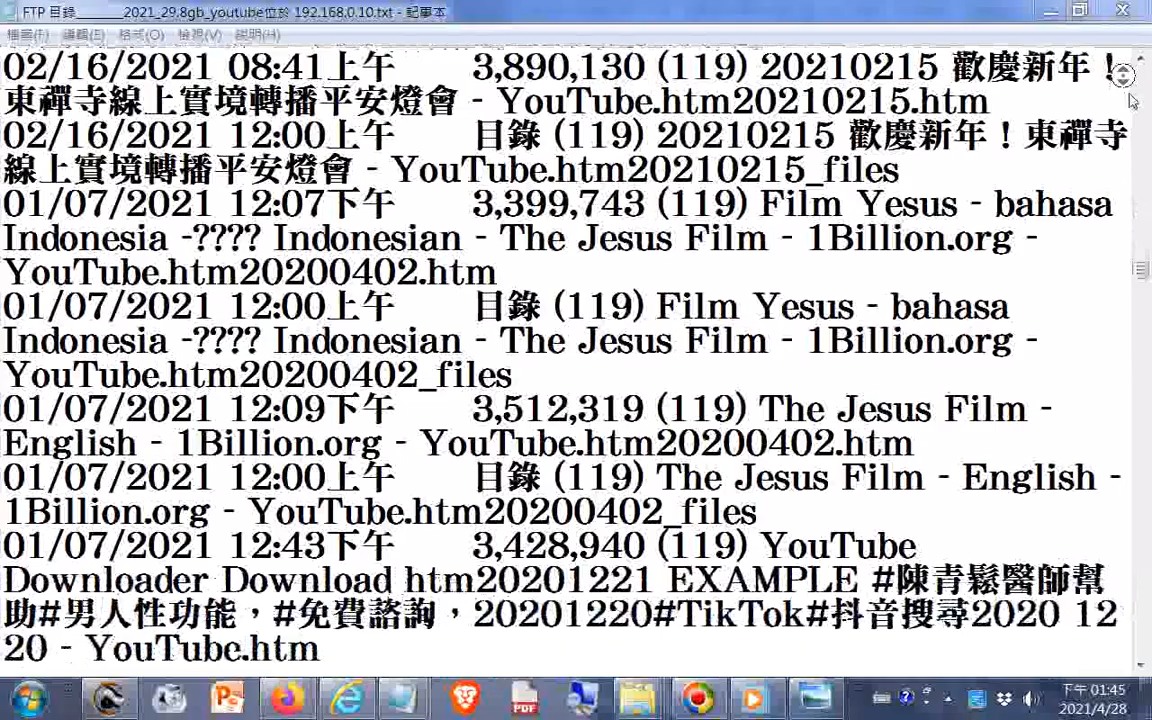 FTP 目錄_______2021_29.8gb_youtube位於 192.168.0.10.txt - 記事本
檔案(F) 編輯(E) 格式(O) 檢視(V) 說明(H)
02/16/2021 08:41上午 3,890,130 (119) 20210215 歡慶新年！
東禪寺線上實境轉播平安燈會 - YouTube.htm20210215.htm
02/16/2021 12:00上午 目錄 (119) 20210215 歡慶新年！東禪寺
線上實境轉播平安燈會 - YouTube.htm20210215_files
01/07/2021 12:07下午 3,399,743 (119) Film Yesus - bahasa
Indonesia -???? Indonesian - The Jesus Film - 1Billion.org -
YouTube.htm20200402.htm
01/07/2021 12:00上午 目錄 (119) Film Yesus - bahasa
Indonesia -???? Indonesian - The Jesus Film - 1Billion.org -
YouTube.htm20200402_files
01/07/2021 12:09下午 3,512,319 (119) The Jesus Film -
English - 1Billion.org - YouTube.htm20200402.htm
01/07/2021 12:00上午 目錄 (119) The Jesus Film - English -
1Billion.org - YouTube.htm20200402_files
01/07/2021 12:43下午 3,428,940 (119) YouTube
Downloader Download htm20201221 EXAMPLE #陳青鬆醫師幫
助#男人性功能，#免費諮詢，20201220#TikTok#抖音搜尋2020 12
20 - YouTube.htm
下午 01:45
2021/4/28